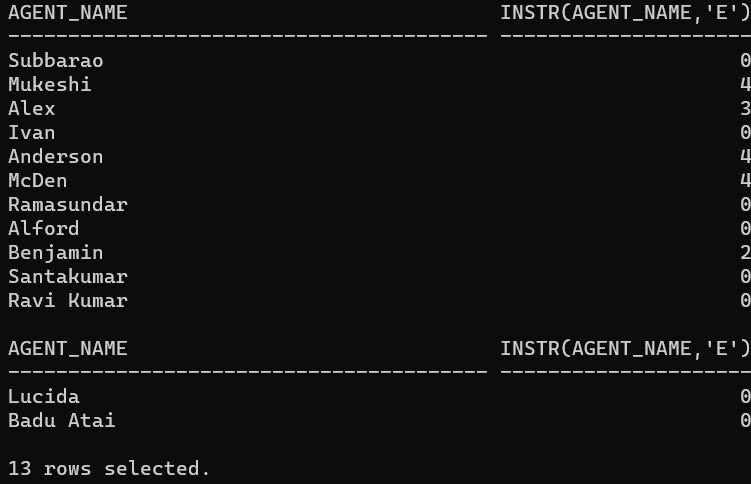 AGENT_NAME                               INSTR(AGENT_NAME,'E')
---------------------------------------- ---------------------
Subbarao                                                     0
Mukeshi                                                      4
Alex                                                         3
Ivan                                                         0
Anderson                                                     4
McDen                                                        4
Ramasundar                                                   0
Alford                                                       0
Benjamin                                                     2
Santakumar                                                   0
Ravi Kumar                                                   0

AGENT_NAME                               INSTR(AGENT_NAME,'E')
---------------------------------------- ---------------------
Lucida                                                       0
Badu Atai                                                    0

13 rows selected.